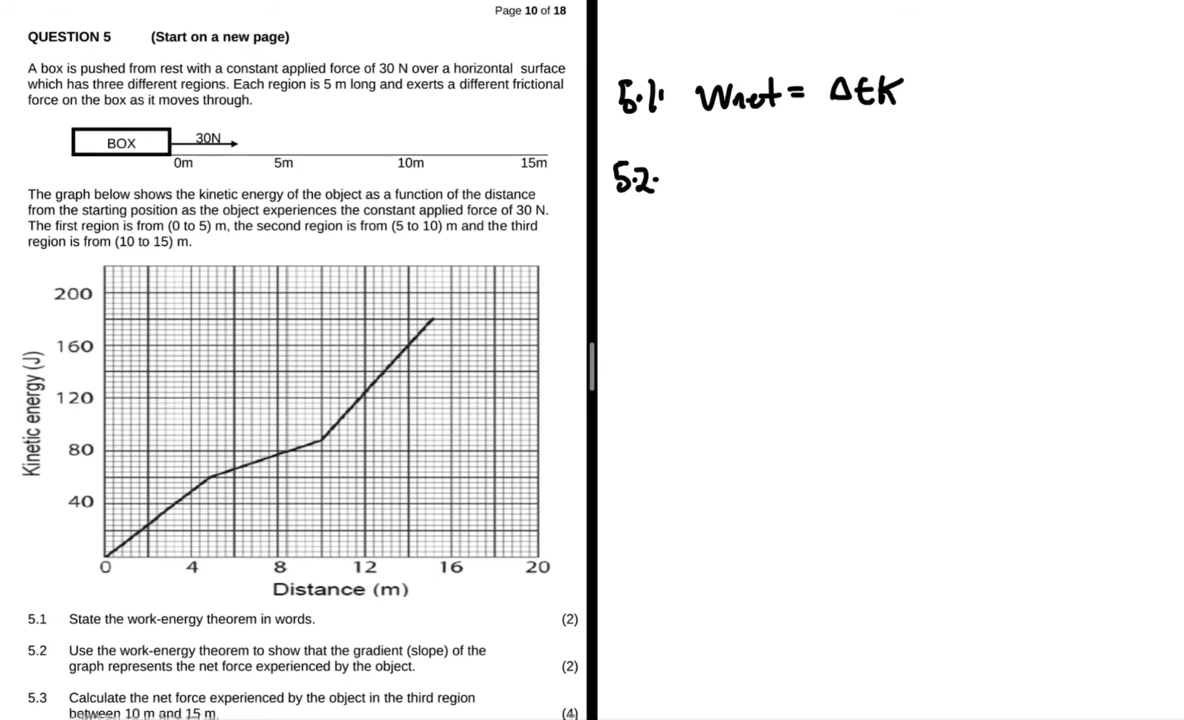 Page 10 of 18
QUESTION 5 (Start on a new page)
A box is pushed from rest with a constant applied force of 30 N over a horizontal surface
which has three different regions. Each region is 5 m long and exerts a different frictional
force on the box as it moves through.
BOX 30N
0m 5m 10m 15m
The graph below shows the kinetic energy of the object as a function of the distance
from the starting position as the object experiences the constant applied force of 30 N.
The first region is from (0 to 5) m, the second region is from (5 to 10) m and the third
region is from (10 to 15) m.
Kinetic energy (J)
200
160
120
80
40
0 4 8 12 16 20
Distance (m)
5.1 State the work-energy theorem in words. (2)
5.2 Use the work-energy theorem to show that the gradient (slope) of the
graph represents the net force experienced by the object. (2)
5.3 Calculate the net force experienced by the object in the third region
between 10 m and 15 m. (4)
5.1. Wnet = ΔEK
5.2.